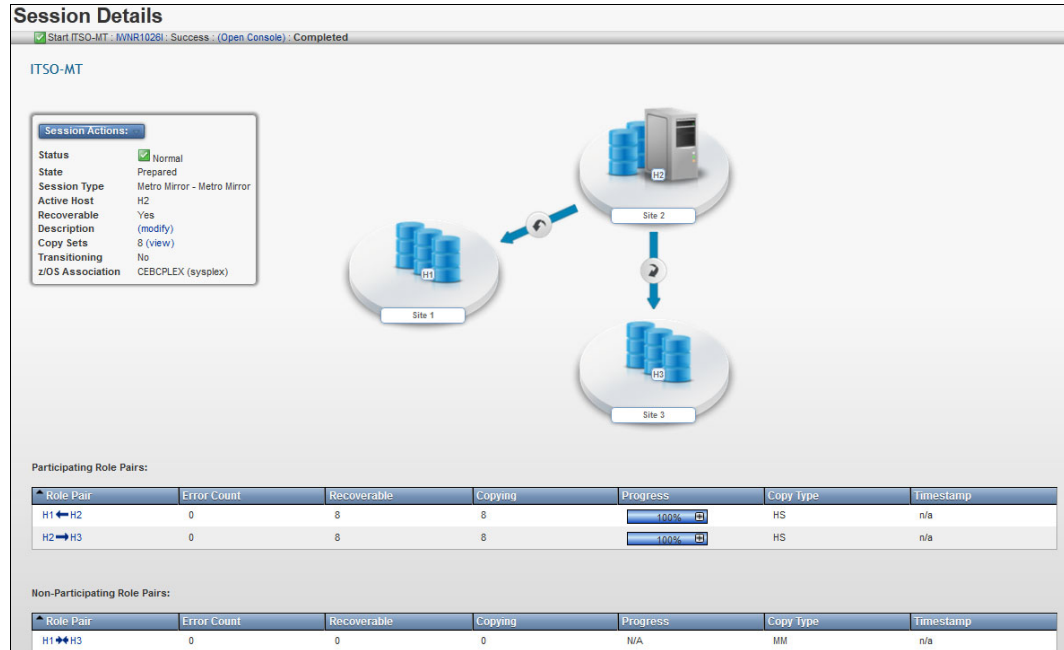 Session Details
Start ITSO-MT : IWNR1026I : Success : (Open Console) : Completed
ITSO-MT
Session Actions:
Status Normal
State Prepared
Session Type Metro Mirror - Metro Mirror
Active Host H2
Recoverable Yes
Description (modify)
Copy Sets 8 (view)
Transitioning No
z/OS Association CEBCPLEX (sysplex)
H2
Site 2
H1
Site 1
H3
Site 3
Participating Role Pairs:
Role Pair Error Count Recoverable Copying Progress Copy Type Timestamp
H1 H2 0 8 8 100% HS n/a
H2 H3 0 8 8 100% HS n/a
Non-Participating Role Pairs:
Role Pair Error Count Recoverable Copying Progress Copy Type Timestamp
H1 H3 0 0 0 N/A MM n/a